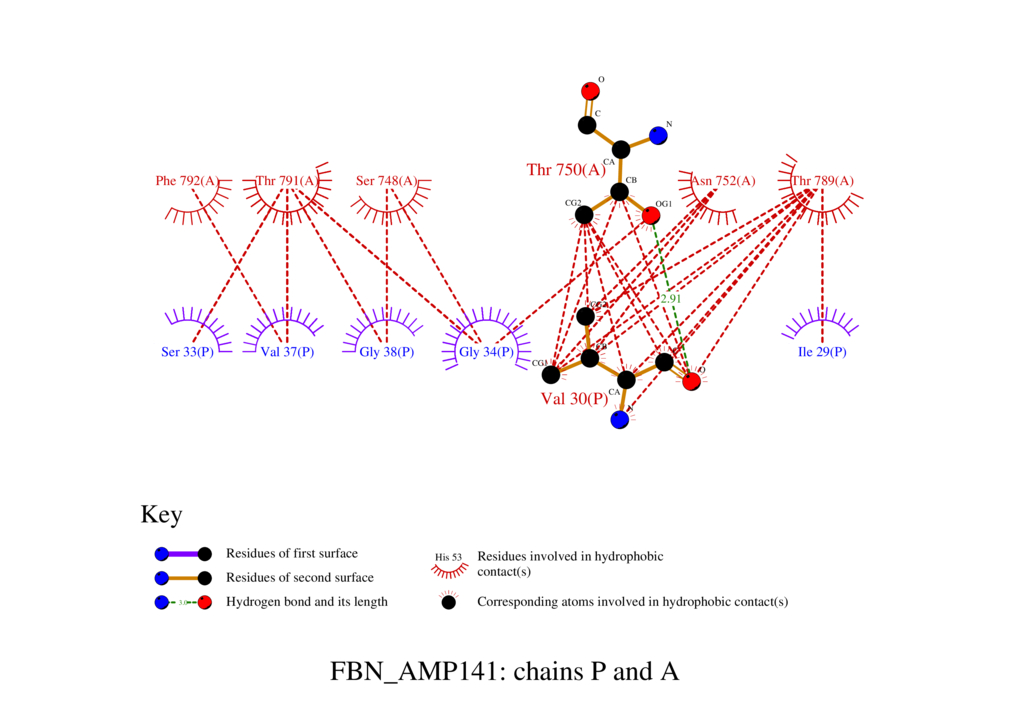 O
C
N
CA
Thr 750(A)
CB
CG2
OG1
Phe 792(A) Thr 791(A) Ser 748(A) Asn 752(A) Thr 789(A)
2.91
Ser 33(P) Val 37(P) Gly 38(P) Gly 34(P) Ile 29(P)
CB
CG1
O
CA
Val 30(P)
Key
Residues of first surface
Residues of second surface
3.0 Hydrogen bond and its length
His 53 Residues involved in hydrophobic
contact(s)
Corresponding atoms involved in hydrophobic contact(s)
FBN_AMP141: chains P and A